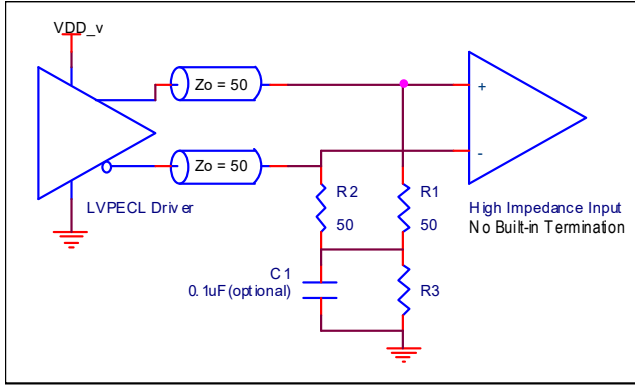 VDD_v
Zo = 50
+
Zo = 50
-
LVPECL Driver
R2
50
R1
50
High Impedance Input
No Built-in Termination
C1
0.1uF(optional)
R3